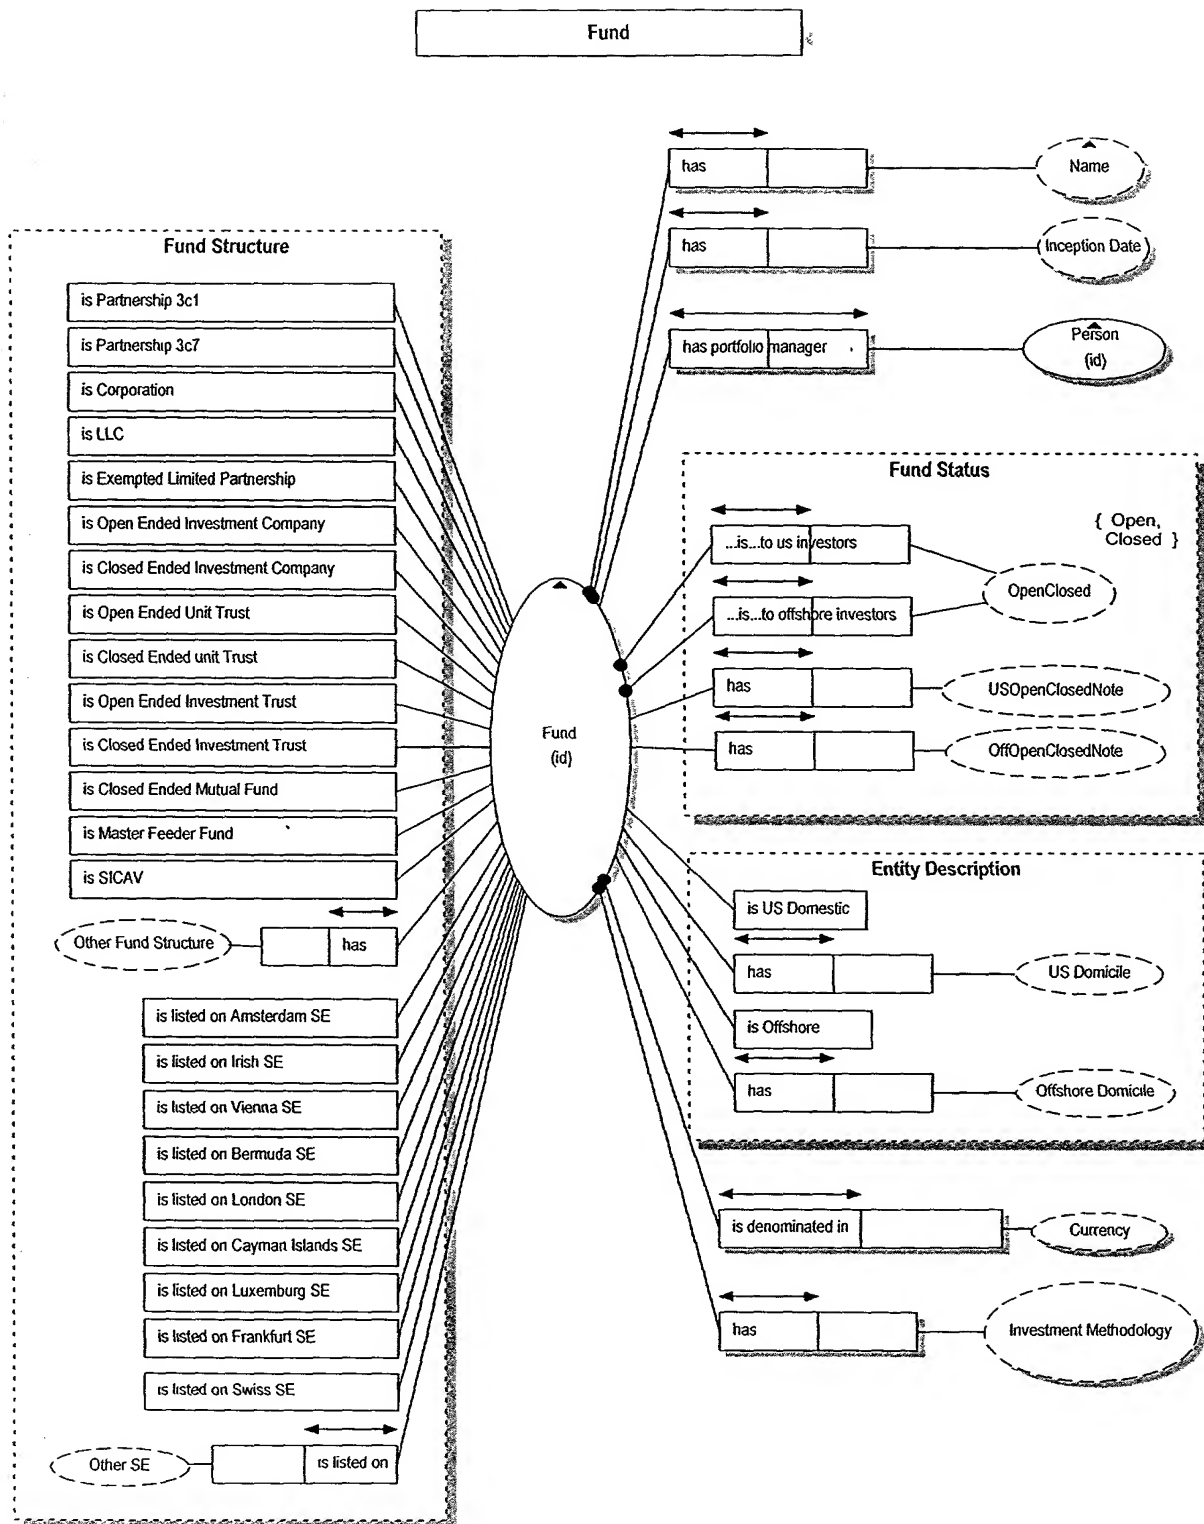 Fund
has
Name
has
Inception Date
has portfolio manager
Person
(id)
Fund Structure
is Partnership 3c1
is Partnership 3c7
is Corporation
is LLC
is Exempted Limited Partnership
is Open Ended Investment Company
is Closed Ended Investment Company
is Open Ended Unit Trust
is Closed Ended unit Trust
is Open Ended Investment Trust
is Closed Ended Investment Trust
is Closed Ended Mutual Fund
is Master Feeder Fund
is SICAV
Other Fund Structure
has
is listed on Amsterdam SE
is listed on Irish SE
is listed on Vienna SE
is listed on Bermuda SE
is listed on London SE
is listed on Cayman Islands SE
is listed on Luxemburg SE
is listed on Frankfurt SE
is listed on Swiss SE
Other SE
is listed on
Fund
(id)
Fund Status
{ Open,
Closed }
...is...to us investors
OpenClosed
...is...to offshore investors
has
USOpenClosedNote
has
OffOpenClosedNote
Entity Description
is US Domestic
has
US Domicile
is Offshore
has
Offshore Domicile
is denominated in
Currency
has
Investment Methodology